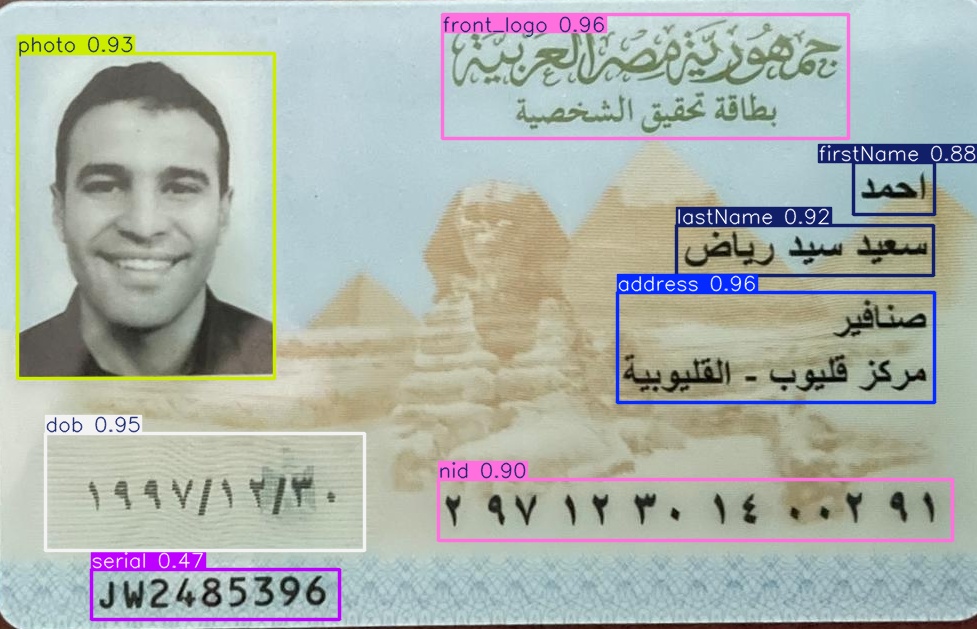 photo 0.93
front_logo 0.96
جمهورية مصر العربية
بطاقة تحقيق الشخصية
firstName 0.88
احمد
lastName 0.92
سعيد سيد رياض
address 0.96
صنافير
مركز قليوب - القليوبية
dob 0.95
١٩٩٧/١٢/٣٠
nid 0.90
٢ ٩٧ ١٢ ٣٠ ١٤ ٠٠٢ ٩١
serial 0.47
JW2485396